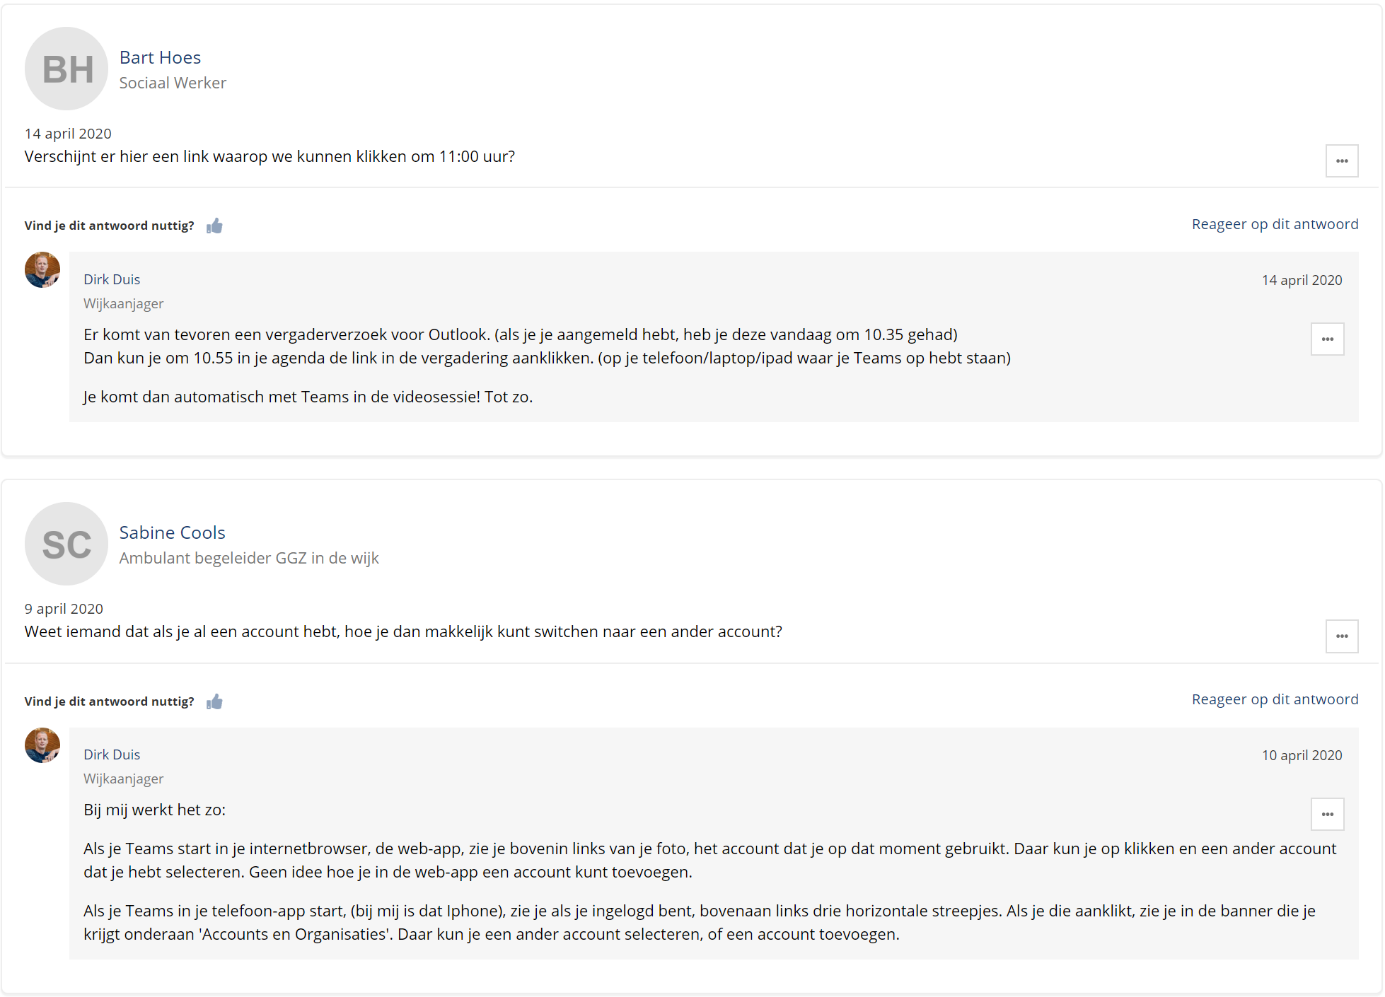 BH
Bart Hoes
Sociaal Werker
14 april 2020
Verschijnt er hier een link waarop we kunnen klikken om 11:00 uur?
Vind je dit antwoord nuttig?
Reageer op dit antwoord
Dirk Duis
14 april 2020
Wijkaanjager
Er komt van tevoren een vergaderverzoek voor Outlook. (als je je aangemeld hebt, heb je deze vandaag om 10.35 gehad)
Dan kun je om 10.55 in je agenda de link in de vergadering aanklikken. (op je telefoon/laptop/ipad waar je Teams op hebt staan)
Je komt dan automatisch met Teams in de videosessie! Tot zo.
SC
Sabine Cools
Ambulant begeleider GGZ in de wijk
9 april 2020
Weet iemand dat als je al een account hebt, hoe je dan makkelijk kunt switchen naar een ander account?
Vind je dit antwoord nuttig?
Reageer op dit antwoord
Dirk Duis
10 april 2020
Wijkaanjager
Bij mij werkt het zo:
Als je Teams start in je internetbrowser, de web-app, zie je bovenin links van je foto, het account dat je op dat moment gebruikt. Daar kun je op klikken en een ander account
dat je hebt selecteren. Geen idee hoe je in de web-app een account kunt toevoegen.
Als je Teams in je telefoon-app start, (bij mij is dat Iphone), zie je als je ingelogd bent, bovenaan links drie horizontale streepjes. Als je die aanklikt, zie je in de banner die je
krijgt onderaan 'Accounts en Organisaties'. Daar kun je een ander account selecteren, of een account toevoegen.